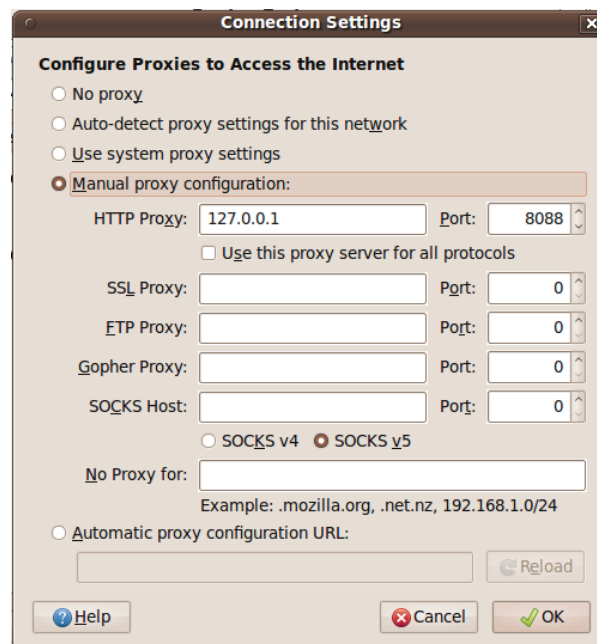 Connection Settings
Configure Proxies to Access the Internet
No proxy
Auto-detect proxy settings for this network
Use system proxy settings
Manual proxy configuration:
HTTP Proxy: 127.0.0.1 Port: 8088
Use this proxy server for all protocols
SSL Proxy: Port: 0
FTP Proxy: Port: 0
Gopher Proxy: Port: 0
SOCKS Host: Port: 0
SOCKS v4 SOCKS v5
No Proxy for:
Example: .mozilla.org, .net.nz, 192.168.1.0/24
Automatic proxy configuration URL:
Reload
Help Cancel OK